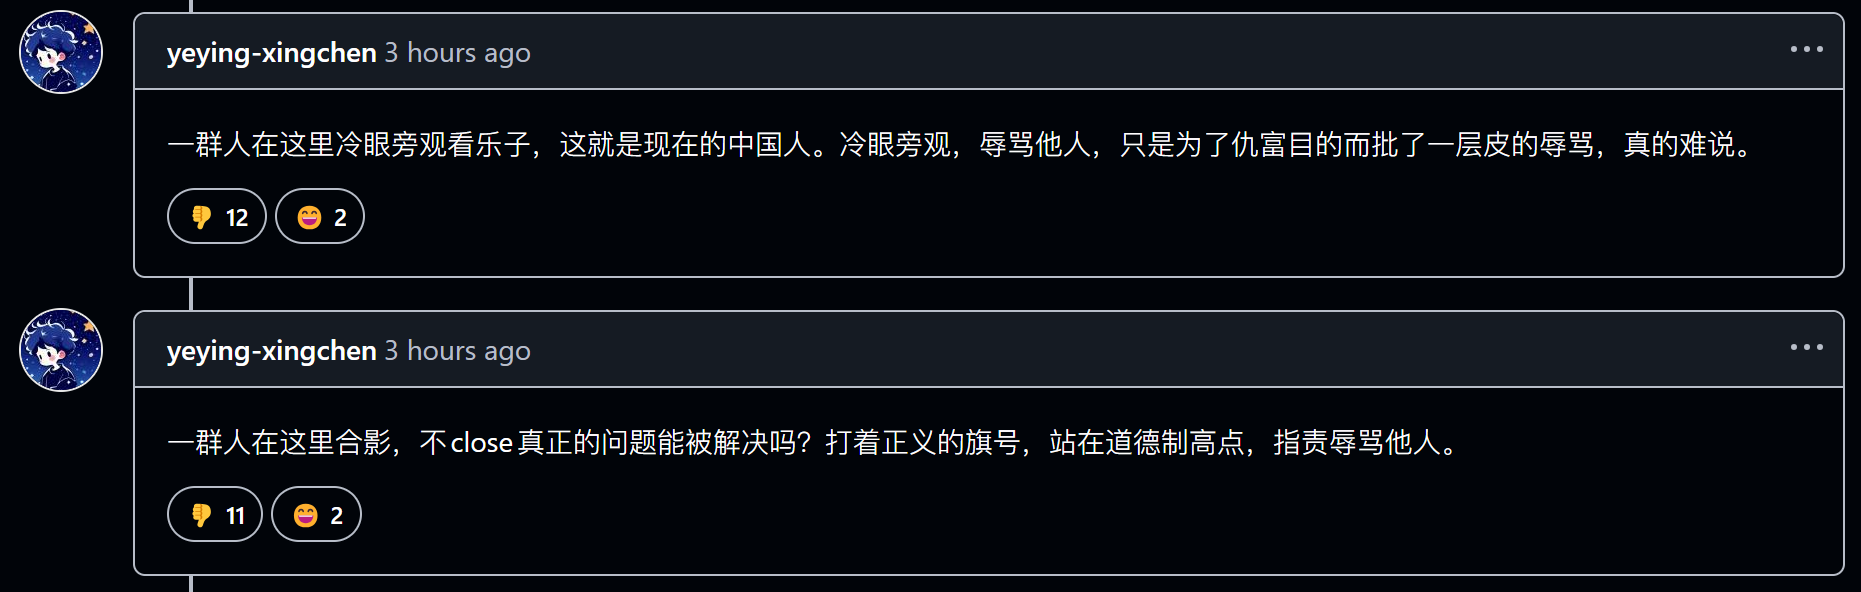 yeying-xingchen 3 hours ago
一群人在这里冷眼旁观看乐子，这就是现在的中国人。冷眼旁观，辱骂他人，只是为了仇富目的而批了一层皮的辱骂，真的难说。
👎 12 😄 2
yeying-xingchen 3 hours ago
一群人在这里合影，不close真正的问题能被解决吗？打着正义的旗号，站在道德制高点，指责辱骂他人。
👎 11 😄 2